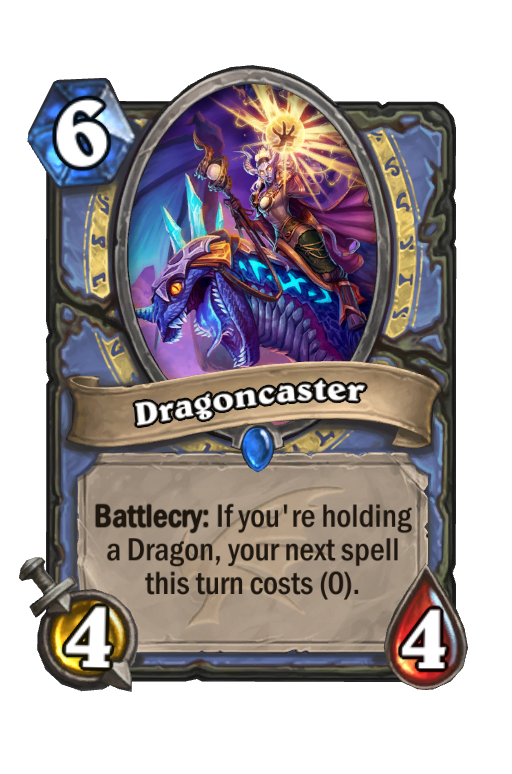 6
Dragoncaster
Battlecry: If you're holding
a Dragon, your next spell
this turn costs (0).
4
4